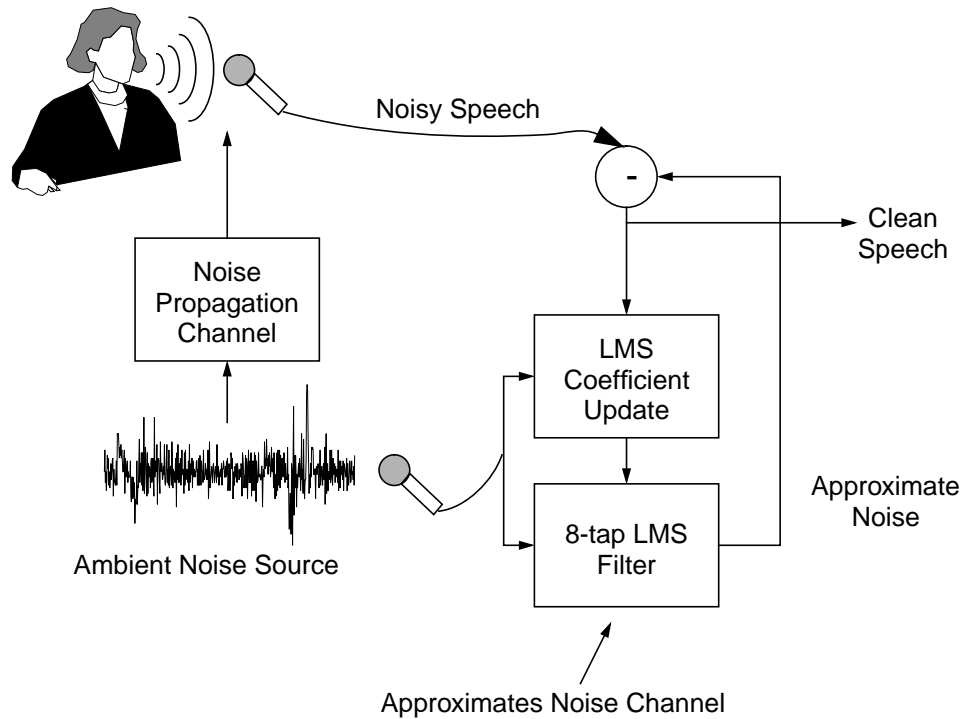 Noisy Speech
-
Clean
Speech
Noise
Propagation
Channel
LMS
Coefficient
Update
Approximate
Noise
8-tap LMS
Filter
Ambient Noise Source
Approximates Noise Channel